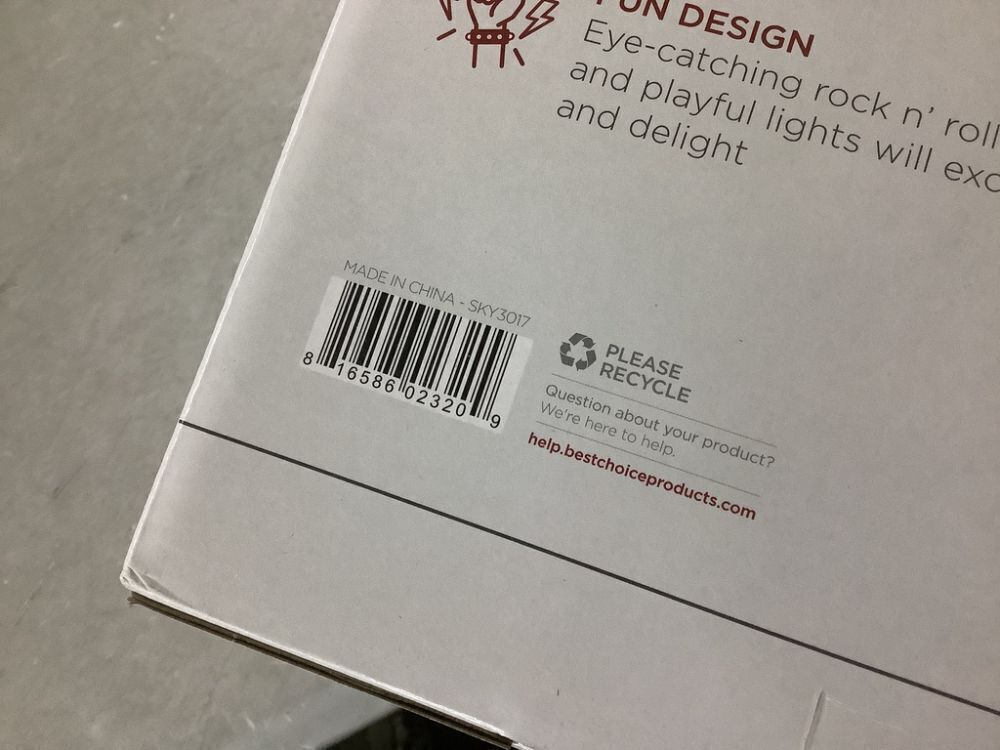 FUN DESIGN
Eye-catching rock n' roll
and playful lights will
and delight
MADE IN CHINA - SKY3017
8 16586 02320 9
PLEASE
RECYCLE
Question about your product?
We're here to help.
help.bestchoiceproducts.com